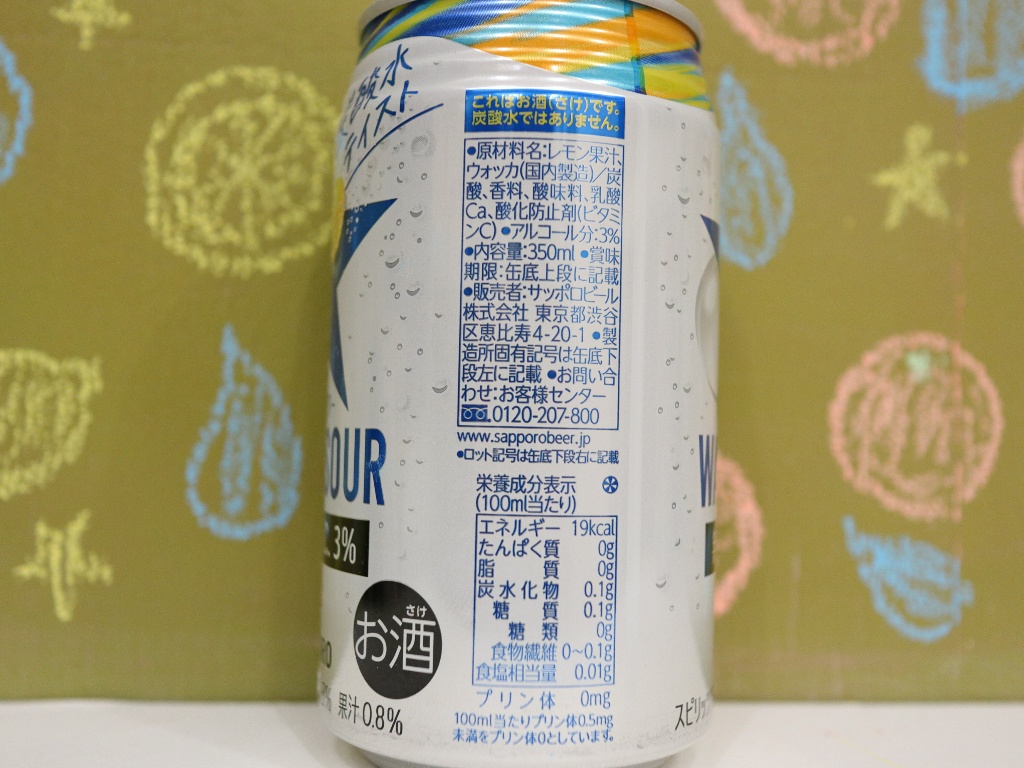 酸水
テイスト
これはお酒(さけ)です。
炭酸水ではありません。
●原材料名:レモン果汁、
ウォッカ(国内製造)/炭
酸、香料、酸味料、乳酸
Ca、酸化防止剤(ビタミ
ンC) ●アルコール分:3%
●内容量:350ml ●賞味
期限:缶底上段に記載
●販売者:サッポロビール
株式会社 東京都渋谷
区恵比寿4-20-1 ●製
造所固有記号は缶底下
段左に記載 ●お問い合
わせ:お客様センター
0120-207-800
www.sapporobeer.jp
●ロット記号は缶底下段右に記載
栄養成分表示
(100ml当たり)
エネルギー 19kcal
たんぱく質 0g
脂質 0g
炭水化物 0.1g
糖質 0.1g
糖類 0g
食物繊維 0~0.1g
食塩相当量 0.01g
プリン体 0mg
100ml当たりプリン体0.5mg
未満をプリン体0としています。
OUR
3%
さけ
お酒
果汁0.8%
W
スピリッ